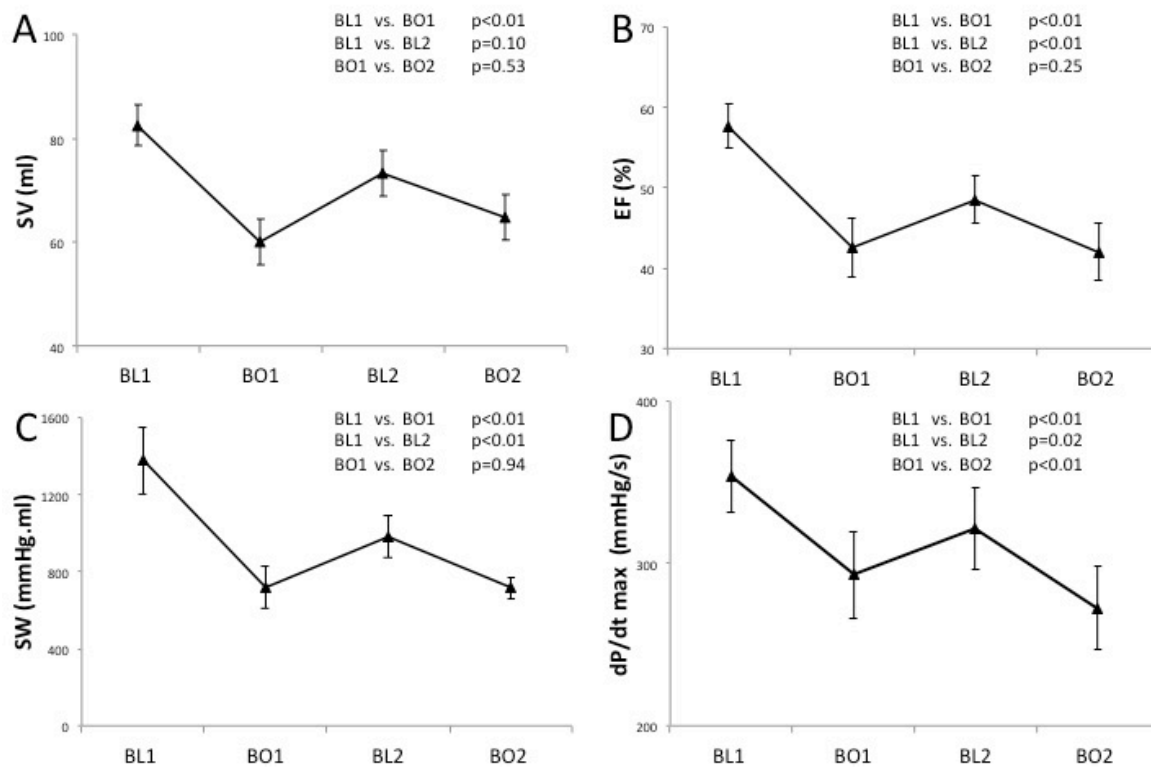 A
BL1 vs. BO1 p<0.01
BL1 vs. BL2 p=0.10
BO1 vs. BO2 p=0.53
SV (ml)
100
80
60
40
BL1 BO1 BL2 BO2
B
BL1 vs. BO1 p<0.01
BL1 vs. BL2 p<0.01
BO1 vs. BO2 p=0.25
EF (%)
70
60
50
40
30
BL1 BO1 BL2 BO2
C
BL1 vs. BO1 p<0.01
BL1 vs. BL2 p<0.01
BO1 vs. BO2 p=0.94
SW (mmHg.ml)
1600
1200
800
400
0
BL1 BO1 BL2 BO2
D
BL1 vs. BO1 p<0.01
BL1 vs. BL2 p=0.02
BO1 vs. BO2 p<0.01
dP/dt max (mmHg/s)
400
300
200
BL1 BO1 BL2 BO2